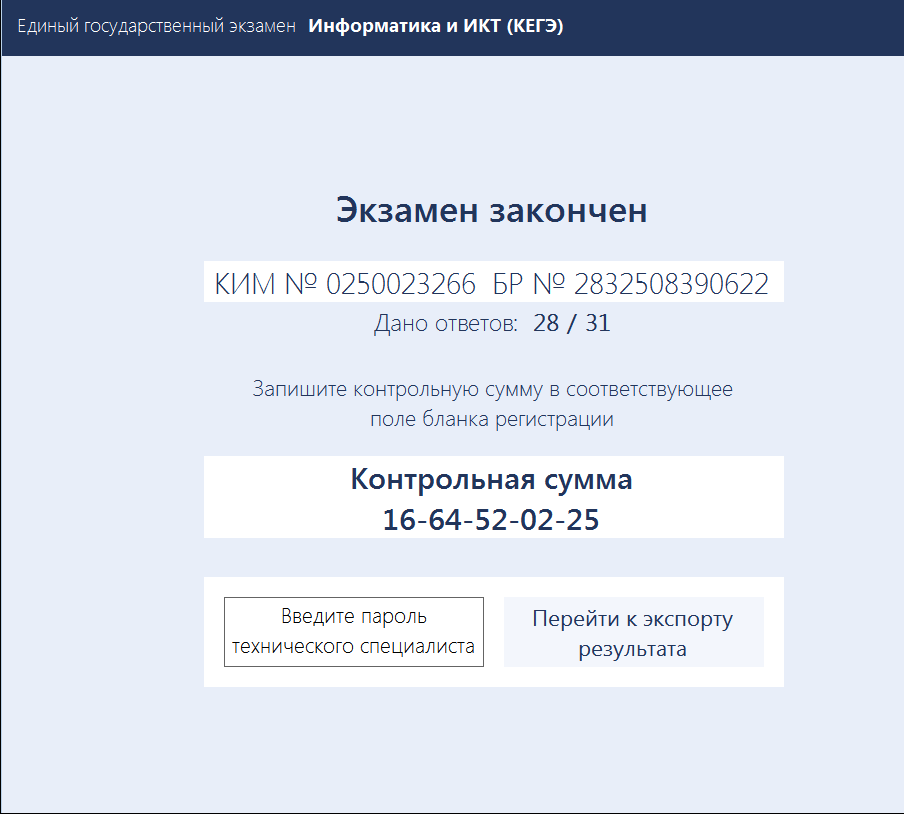 Единый государственный экзамен Информатика и ИКТ (КЕГЭ)
Экзамен закончен
КИМ № 0250023266 БР № 2832508390622
Дано ответов: 28 / 31
Запишите контрольную сумму в соответствующее
поле бланка регистрации
Контрольная сумма
16-64-52-02-25
Введите пароль
технического специалиста
Перейти к экспорту
результата